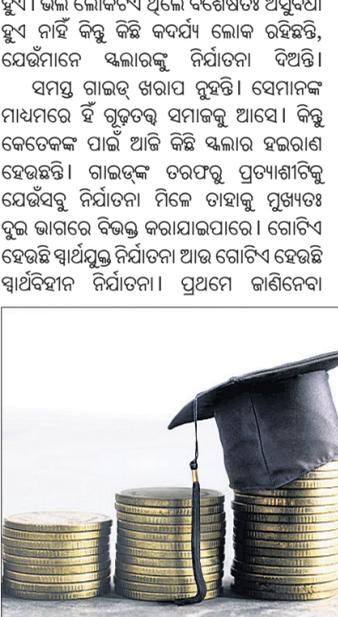 ହୁଏ । ଭଲ ଲୋକଟିଏ ଥିଲେ ବିଶେଷତଃ ଅସୁବିଧା
ହୁଏ ନାହିଁ କିନ୍ତୁ କିଛି କଦର୍ଯ୍ୟ ଲୋକ ରହିଛନ୍ତି,
ଯେଉଁମାନେ ସ୍କଲାରଙ୍କୁ ନିର୍ଯାତନା ଦିଅନ୍ତି।
ସମସ୍ତ ଗାଇଡ୍ ଖରାପ ନୁହନ୍ତି। ସେମାନଙ୍କ
ମାଧ୍ୟମରେ ହିଁ ଗୂଢ଼ତତ୍ତ୍ୱ ସମାଜକୁ ଆସେ। କିନ୍ତୁ
କେତେକଙ୍କ ପାଇଁ ଆଜି କିଛି ସ୍କଲାର ହଇରାଣ
ହେଉଛନ୍ତି। ଗାଇଡ୍‌ଙ୍କ ତରଫରୁ ପ୍ରତ୍ୟାଶୀଟିକୁ
ଯେଉଁସବୁ ନିର୍ଯାତନା ମିଳେ ତାହାକୁ ମୁଖ୍ୟତଃ
ଦୁଇ ଭାଗରେ ବିଭକ୍ତ କରାଯାଇପାରେ। ଗୋଟିଏ
ହେଉଛି ସ୍ୱାର୍ଥଯୁକ୍ତ ନିର୍ଯାତନା ଆଉ ଗୋଟିଏ ହେଉଛି
ସ୍ୱାର୍ଥବିହୀନ ନିର୍ଯାତନା। ପ୍ରଥମେ ଜାଣିନେବା